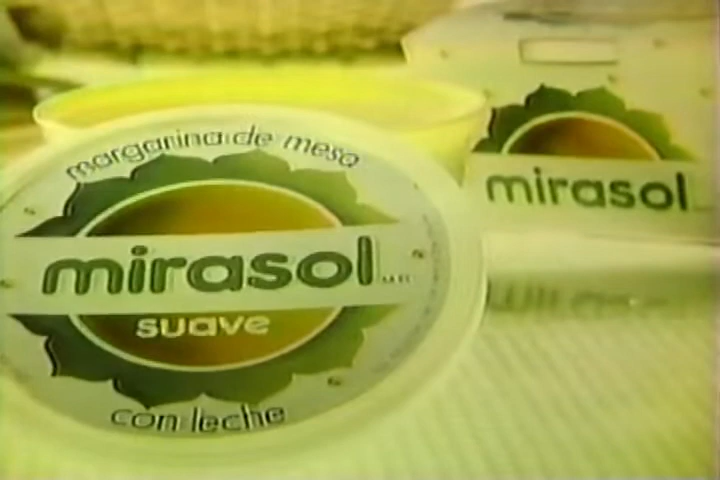 margarina de mesa
mirasol
suave
con leche
mirasol